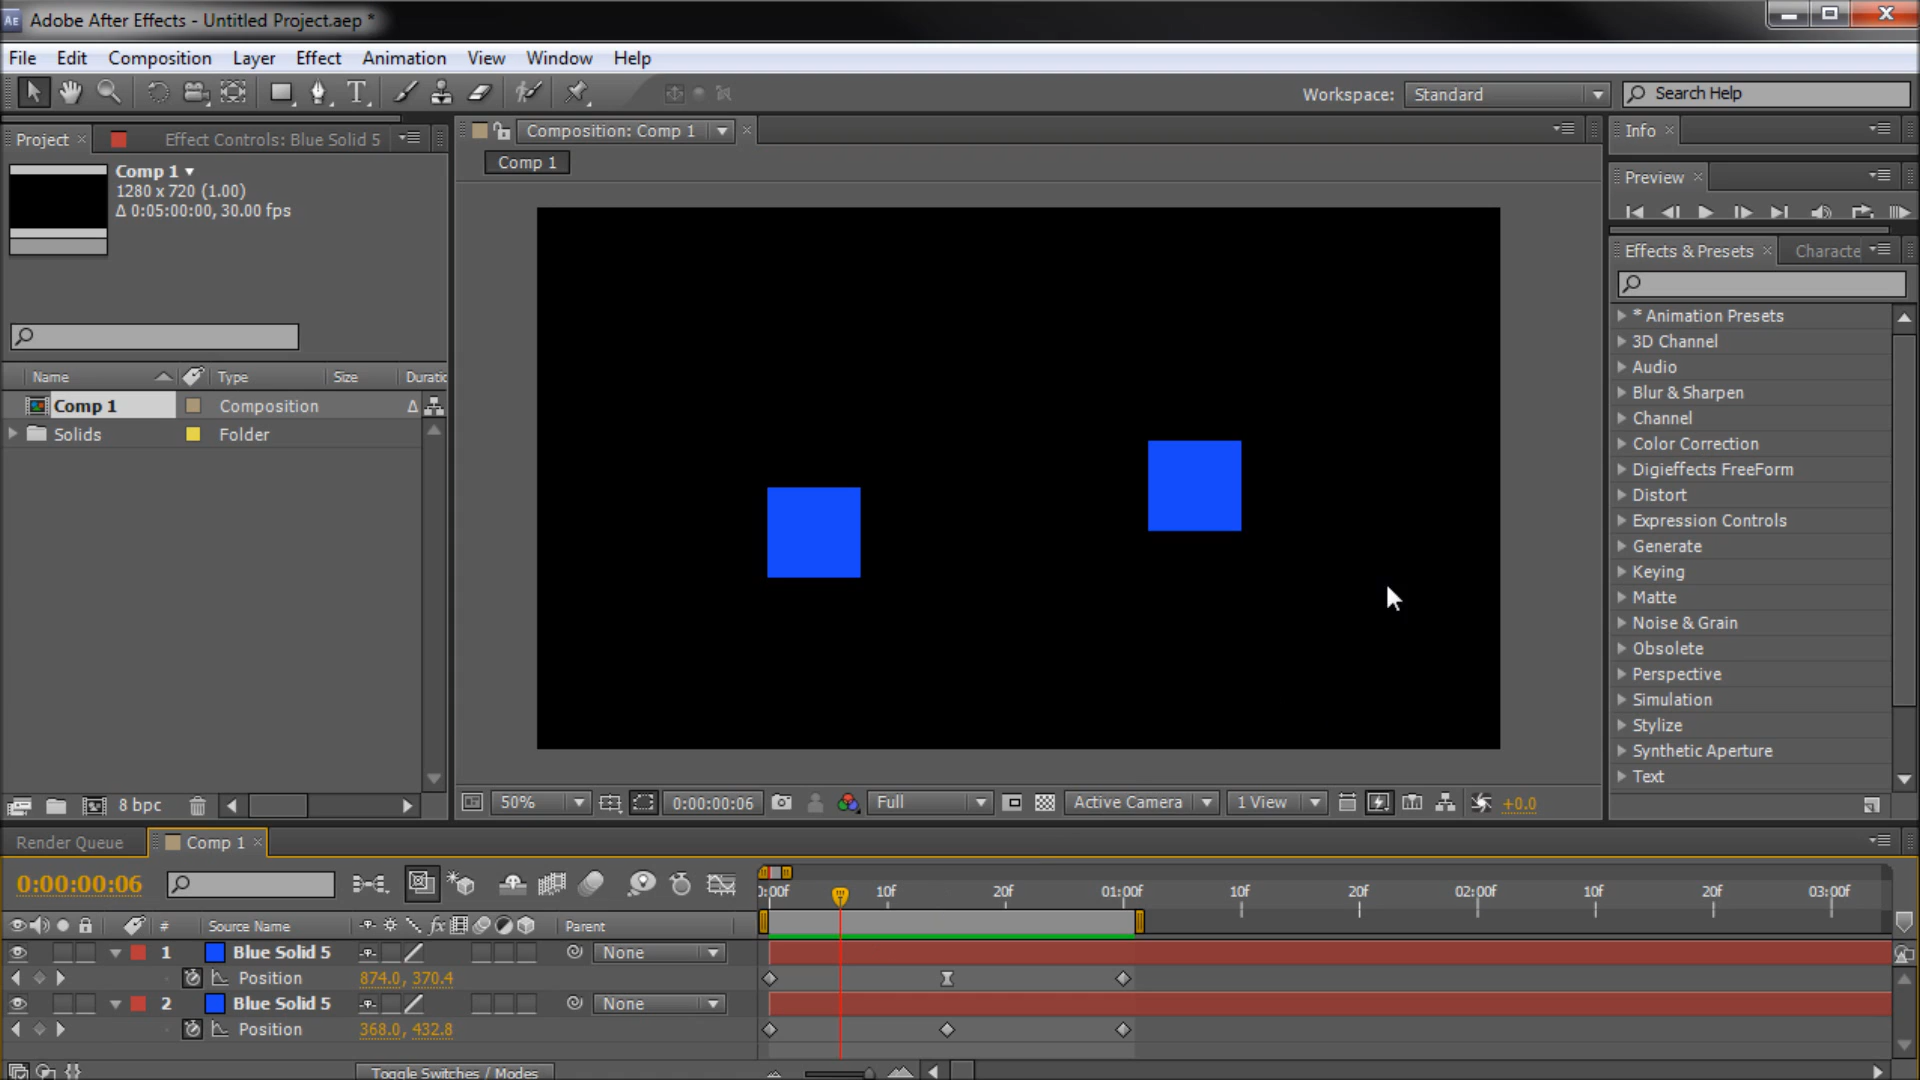 Adobe After Effects - Untitled Project.aep *
File Edit Composition Layer Effect Animation View Window Help
Workspace: Standard Search Help
Project Effect Controls: Blue Solid 5
Comp 1
1280 x 720 (1.00)
Δ 0:05:00:00, 30.00 fps
Name Type Size Duratic
Comp 1 Composition Δ
Solids Folder
8 bpc
Composition: Comp 1
Comp 1
50% 0:00:00:06 Full Active Camera 1 View +0.0
Info
Preview
Effects & Presets Characte
* Animation Presets
3D Channel
Audio
Blur & Sharpen
Channel
Color Correction
Digieffects FreeForm
Distort
Expression Controls
Generate
Keying
Matte
Noise & Grain
Obsolete
Perspective
Simulation
Stylize
Synthetic Aperture
Text
Render Queue Comp 1
0:00:00:06
):00f 10f 20f 01:00f 10f 20f 02:00f 10f 20f 03:00f
# Source Name fx Parent
1 Blue Solid 5 None
Position 874.0, 370.4
2 Blue Solid 5 None
Position 368.0, 432.8
Toggle Switches / Modes